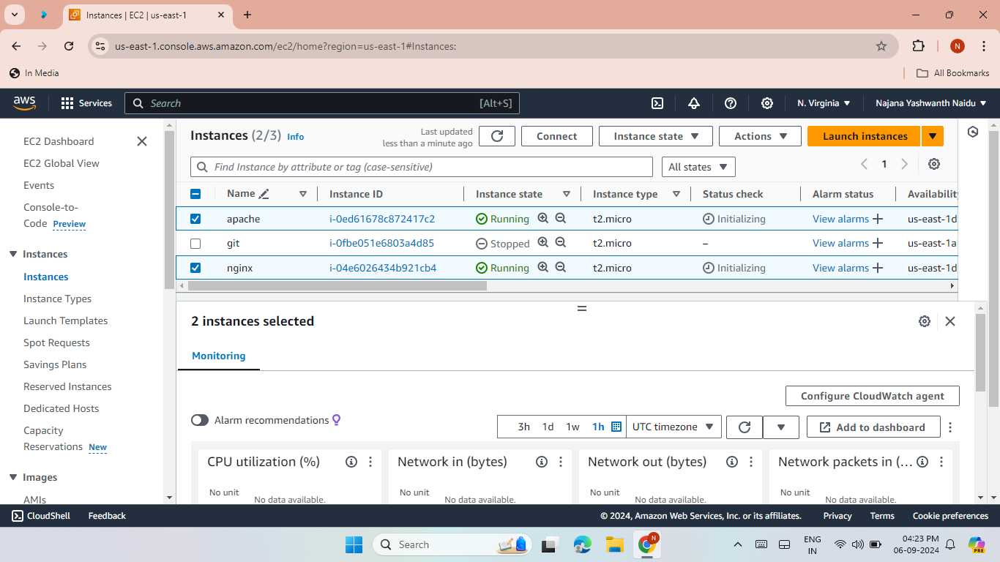 Instances | EC2 | us-east-1
us-east-1.console.aws.amazon.com/ec2/home?region=us-east-1#Instances:
N
In Media
All Bookmarks
aws
Services
Search
[Alt+S]
N. Virginia
Najana Yashwanth Naidu
EC2 Dashboard
EC2 Global View
Events
Console-to-
Code Preview
Instances
Instances
Instance Types
Launch Templates
Spot Requests
Savings Plans
Reserved Instances
Dedicated Hosts
Capacity
Reservations New
Images
AMIs
Instances (2/3) Info
Last updated
less than a minute ago
Connect
Instance state
Actions
Launch instances
Find Instance by attribute or tag (case-sensitive)
All states
1
Name Instance ID Instance state Instance type Status check Alarm status Availability
apache i-0ed61678c872417c2 Running t2.micro Initializing View alarms + us-east-1d
git i-0fbe051e6803a4d85 Stopped t2.micro – View alarms + us-east-1a
nginx i-04e6026434b921cb4 Running t2.micro Initializing View alarms + us-east-1d
2 instances selected
Monitoring
Configure CloudWatch agent
Alarm recommendations
3h 1d 1w 1h UTC timezone
Add to dashboard
CPU utilization (%)
No unit
No data available.
Network in (bytes)
No unit
No data available.
Network out (bytes)
No unit
No data available.
Network packets in (...
No unit
No data available.
CloudShell Feedback
© 2024, Amazon Web Services, Inc. or its affiliates. Privacy Terms Cookie preferences
Search
N
ENG
IN
04:23 PM
06-09-2024
PRE